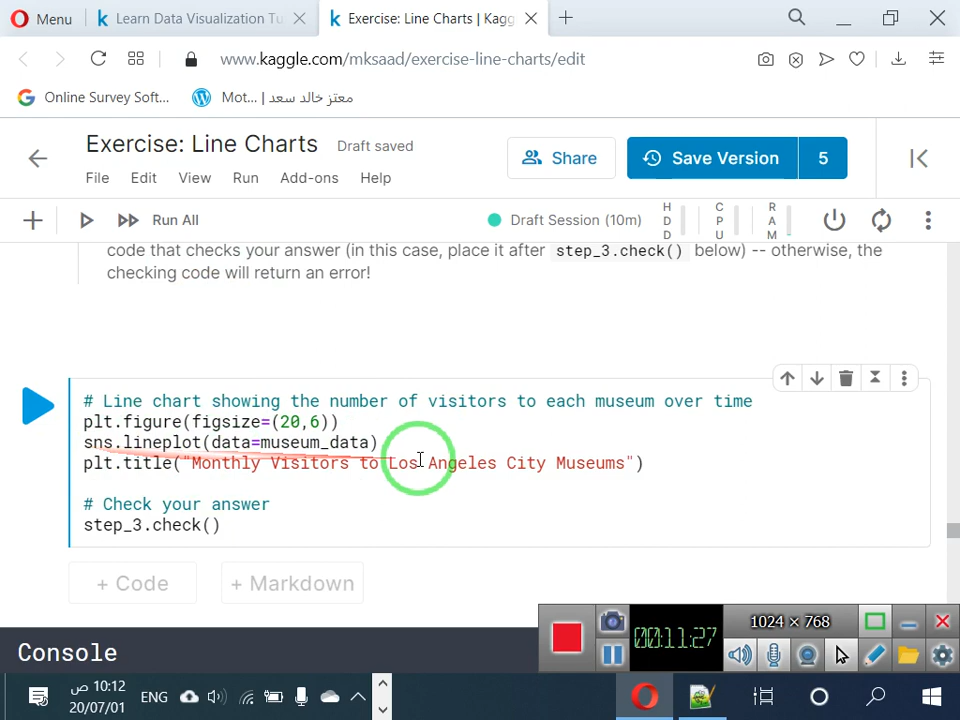 Menu
Learn Data Visualization Tu
Exercise: Line Charts | Kagg
www.kaggle.com/mksaad/exercise-line-charts/edit
Online Survey Soft...
Mot... | معتز خالد سعد
Exercise: Line Charts
Draft saved
Share
Save Version
5
File Edit View Run Add-ons Help
Run All
Draft Session (10m)
HDD
CPU
RAM
code that checks your answer (in this case, place it after step_3.check() below) -- otherwise, the
checking code will return an error!
# Line chart showing the number of visitors to each museum over time
plt.figure(figsize=(20,6))
sns.lineplot(data=museum_data)
plt.title("Monthly Visitors to Los Angeles City Museums")
# Check your answer
step_3.check()
+ Code
+ Markdown
Console
00:11:27
1024 × 768
10:12 ص
20/07/01
ENG